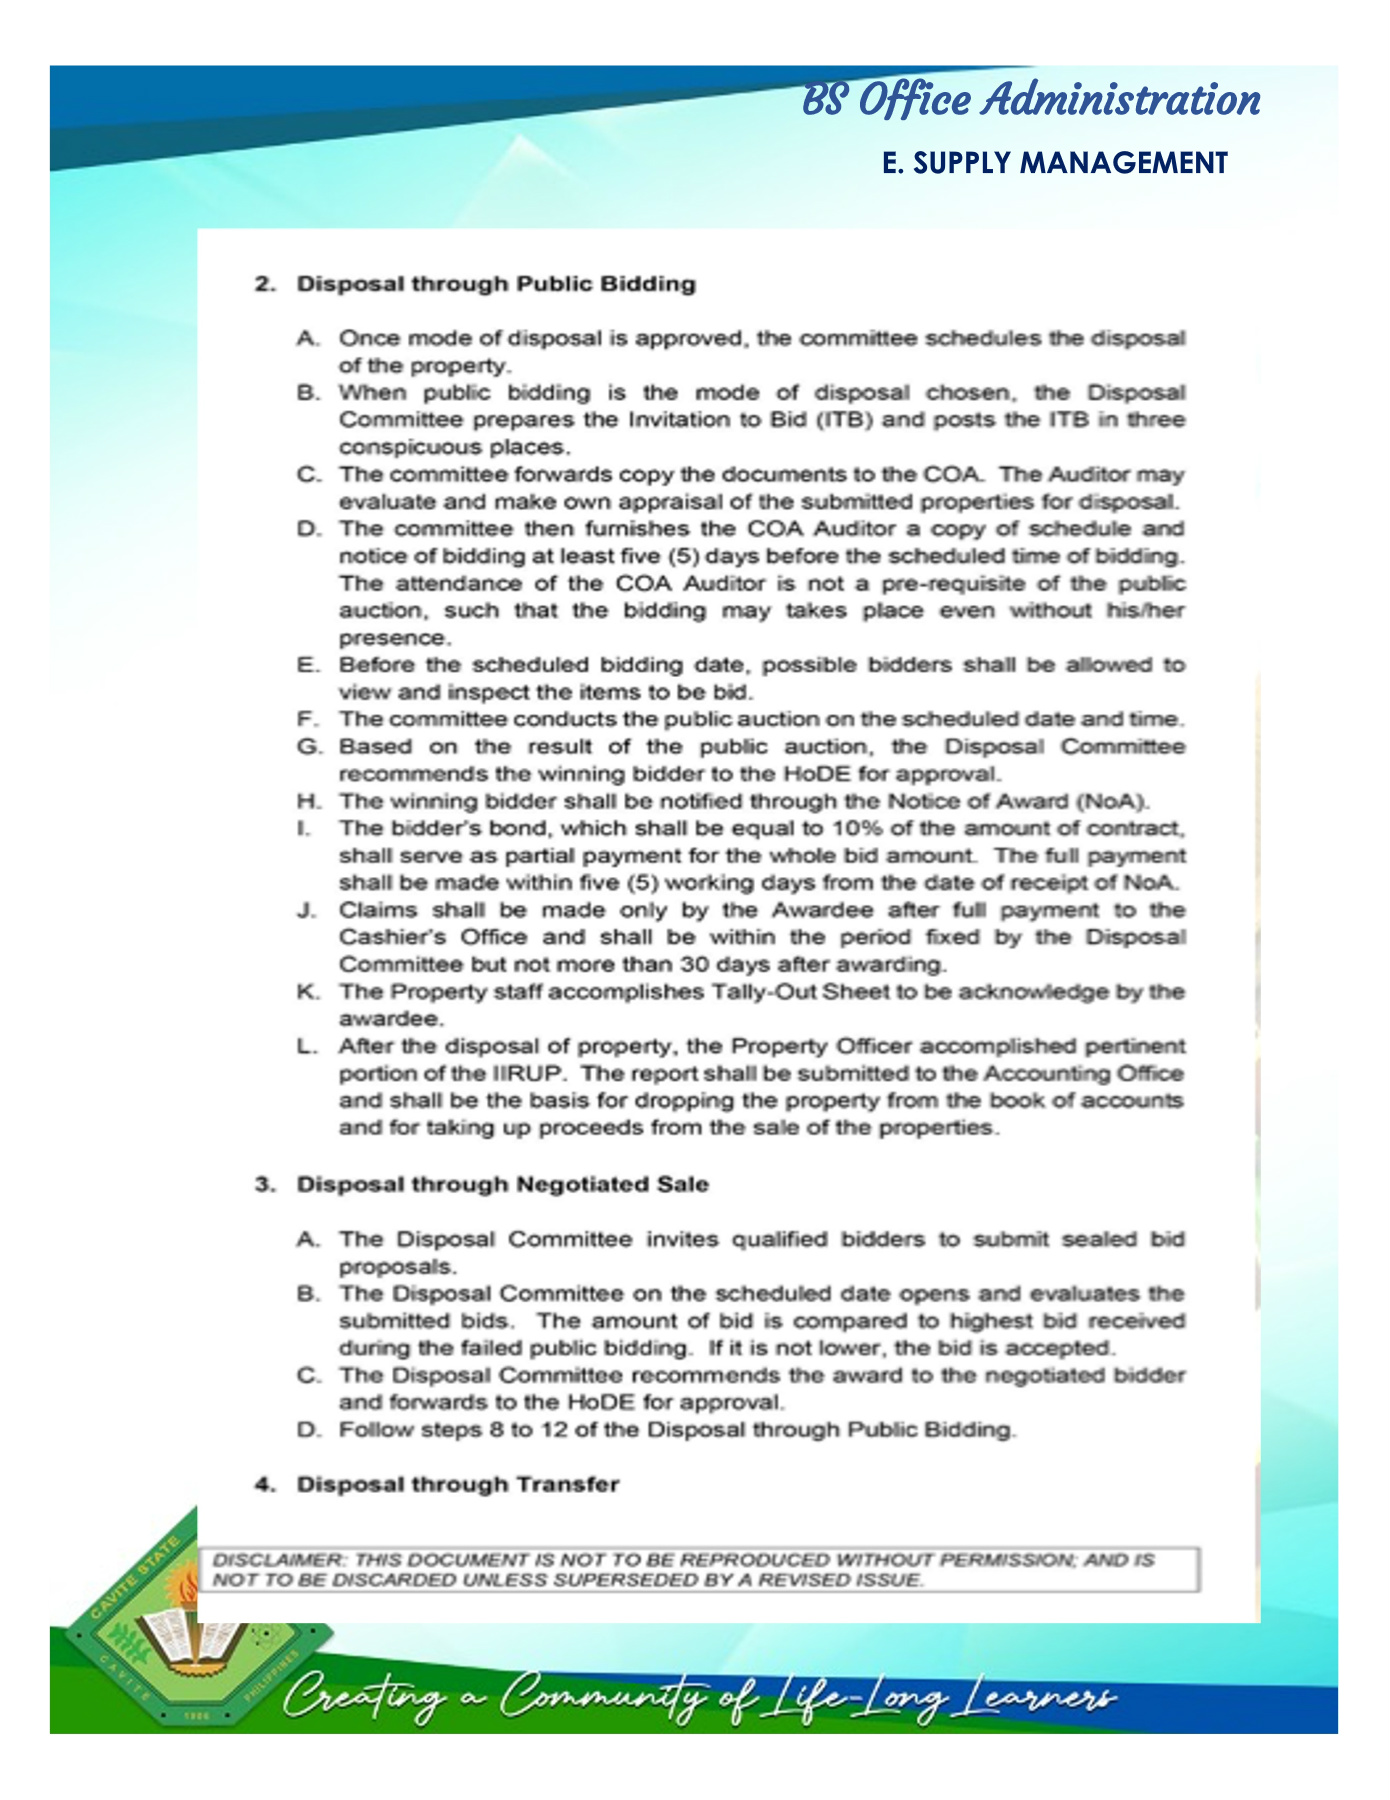 BS Office Administration
E. SUPPLY MANAGEMENT
2. Disposal through Public Bidding
A. Once mode of disposal is approved, the committee schedules the disposal
of the property.
B. When public bidding is the mode of disposal chosen, the Disposal
Committee prepares the Invitation to Bid (ITB) and posts the ITB in three
conspicuous places.
C. The committee forwards copy the documents to the COA. The Auditor may
evaluate and make own appraisal of the submitted properties for disposal.
D. The committee then furnishes the COA Auditor a copy of schedule and
notice of bidding at least five (5) days before the scheduled time of bidding.
The attendance of the COA Auditor is not a pre-requisite of the public
auction, such that the bidding may takes place even without his/her
presence.
E. Before the scheduled bidding date, possible bidders shall be allowed to
view and inspect the items to be bid.
F. The committee conducts the public auction on the scheduled date and time.
G. Based on the result of the public auction, the Disposal Committee
recommends the winning bidder to the HoDE for approval.
H. The winning bidder shall be notified through the Notice of Award (NoA).
I. The bidder's bond, which shall be equal to 10% of the amount of contract,
shall serve as partial payment for the whole bid amount. The full payment
shall be made within five (5) working days from the date of receipt of NoA.
J. Claims shall be made only by the Awardee after full payment to the
Cashier's Office and shall be within the period fixed by the Disposal
Committee but not more than 30 days after awarding.
K. The Property staff accomplishes Tally-Out Sheet to be acknowledge by the
awardee.
L. After the disposal of property, the Property Officer accomplished pertinent
portion of the IIRUP. The report shall be submitted to the Accounting Office
and shall be the basis for dropping the property from the book of accounts
and for taking up proceeds from the sale of the properties.
3. Disposal through Negotiated Sale
A. The Disposal Committee invites qualified bidders to submit sealed bid
proposals.
B. The Disposal Committee on the scheduled date opens and evaluates the
submitted bids. The amount of bid is compared to highest bid received
during the failed public bidding. If it is not lower, the bid is accepted.
C. The Disposal Committee recommends the award to the negotiated bidder
and forwards to the HoDE for approval.
D. Follow steps 8 to 12 of the Disposal through Public Bidding.
4. Disposal through Transfer
DISCLAIMER: THIS DOCUMENT IS NOT TO BE REPRODUCED WITHOUT PERMISSION; AND IS
NOT TO BE DISCARDED UNLESS SUPERSEDED BY A REVISED ISSUE.
CAVITE STATE
CAVITE
PHILIPPINES
1906
Creating a Community of Life-Long Learners